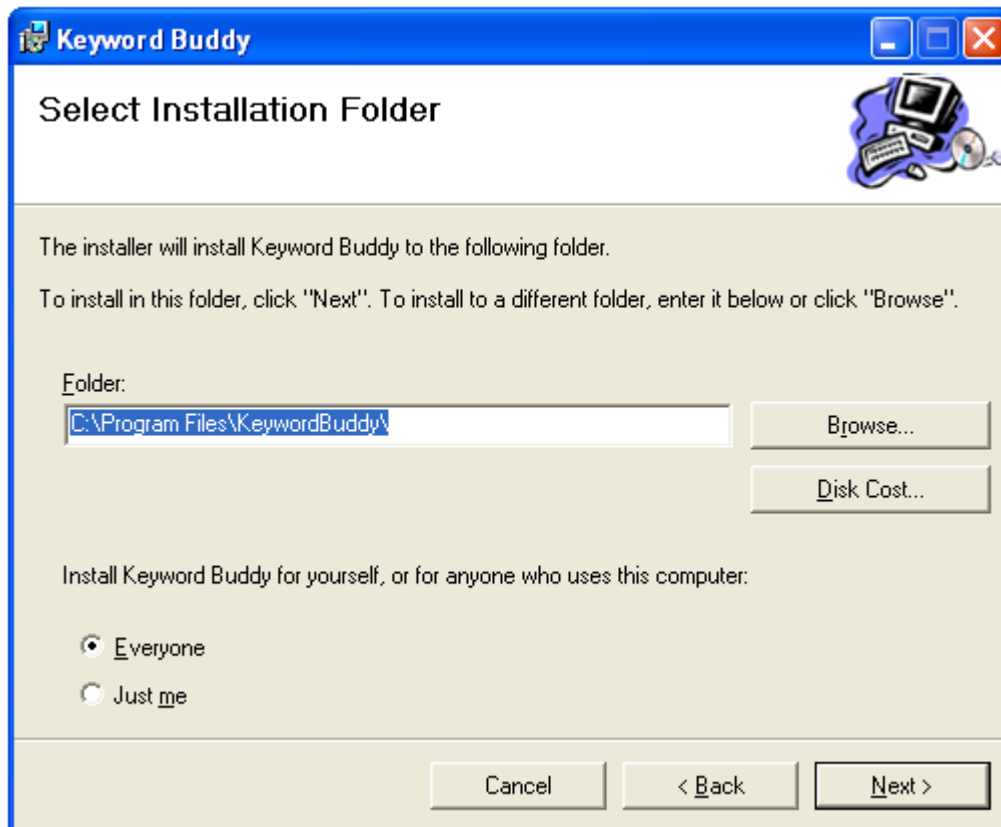 Keyword Buddy
Select Installation Folder
The installer will install Keyword Buddy to the following folder.
To install in this folder, click "Next". To install to a different folder, enter it below or click "Browse".
Folder:
C:\Program Files\KeywordBuddy\
Browse...
Disk Cost...
Install Keyword Buddy for yourself, or for anyone who uses this computer:
Everyone
Just me
Cancel
< Back
Next >